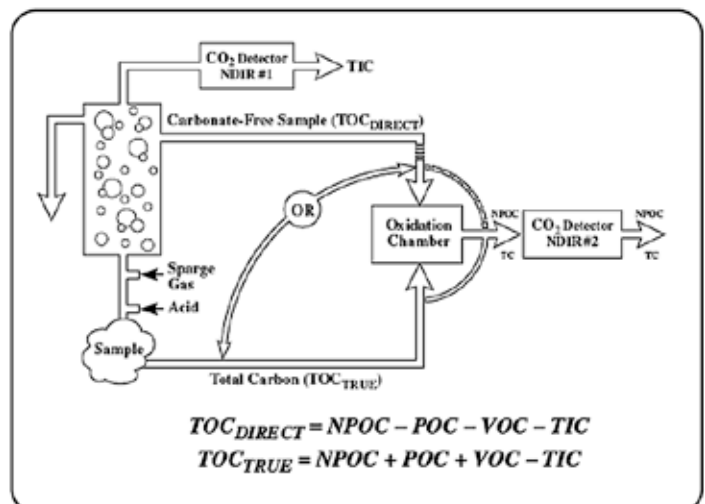 CO2 Detector
NDIR #1
TIC
Carbonate-Free Sample (TOCDIRECT)
OR
Oxidation
Chamber
NPOC
TC
CO2 Detector
NDIR #2
NPOC
TC
Sparge
Gas
Acid
Sample
Total Carbon (TOCTRUE)
TOCDIRECT = NPOC – POC – VOC – TIC
TOCTRUE = NPOC + POC + VOC – TIC